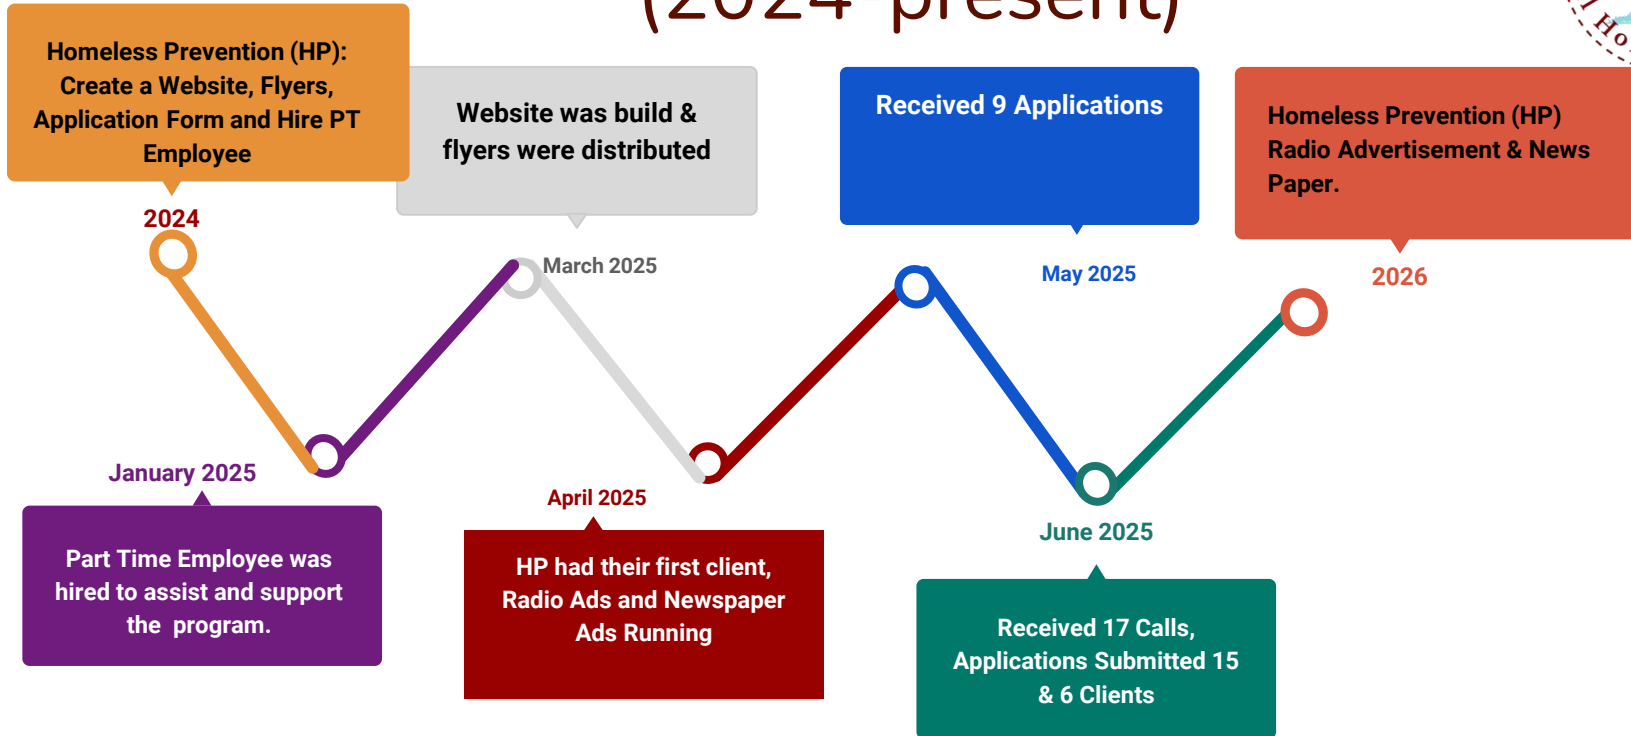 (2024-present)
Homeless Prevention (HP):
Create a Website, Flyers,
Application Form and Hire PT
Employee
2024
January 2025
Part Time Employee was
hired to assist and support
the program.
Website was build &
flyers were distributed
March 2025
April 2025
HP had their first client,
Radio Ads and Newspaper
Ads Running
Received 9 Applications
May 2025
June 2025
Received 17 Calls,
Applications Submitted 15
& 6 Clients
Homeless Prevention (HP)
Radio Advertisement & News
Paper.
2026